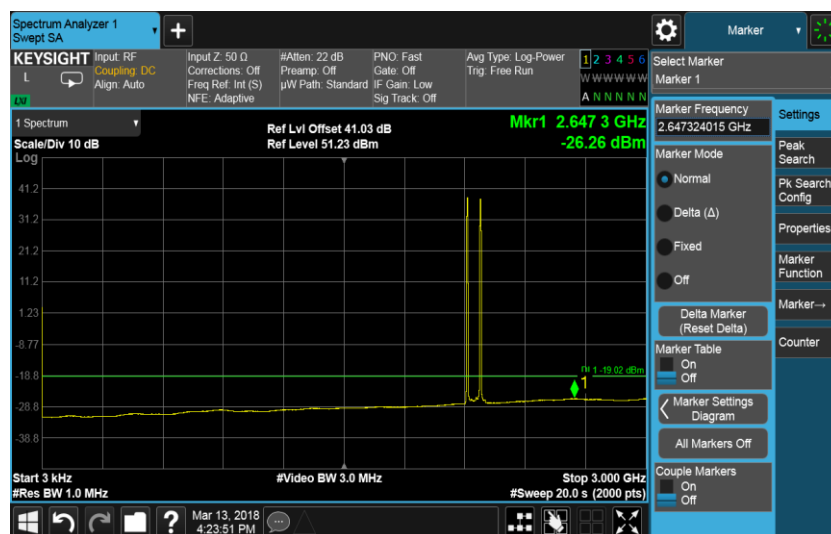 Spectrum Analyzer 1
Swept SA
Marker
KEYSIGHT
L
LXI
Input: RF
Coupling: DC
Align: Auto
Input Z: 50 Ω
Corrections: Off
Freq Ref: Int (S)
NFE: Adaptive
#Atten: 22 dB
Preamp: Off
µW Path: Standard
PNO: Fast
Gate: Off
IF Gain: Low
Sig Track: Off
Avg Type: Log-Power
Trig: Free Run
1 2 3 4 5 6
W W W W W W
A N N N N N
Select Marker
Marker 1
1 Spectrum
Scale/Div 10 dB
Log
Ref Lvl Offset 41.03 dB
Ref Level 51.23 dBm
Mkr1 2.647 3 GHz
-26.26 dBm
41.2
31.2
21.2
11.2
1.23
-8.77
-18.8
-28.8
-38.8
1 -19.02 dBm
1
Start 3 kHz
#Res BW 1.0 MHz
#Video BW 3.0 MHz
Stop 3.000 GHz
#Sweep 20.0 s (2000 pts)
Mar 13, 2018
4:23:51 PM
Marker Frequency
2.647324015 GHz
Marker Mode
Normal
Delta (Δ)
Fixed
Off
Delta Marker
(Reset Delta)
Marker Table
On
Off
Marker Settings
Diagram
All Markers Off
Couple Markers
On
Off
Settings
Peak
Search
Pk Search
Config
Properties
Marker
Function
Marker→
Counter